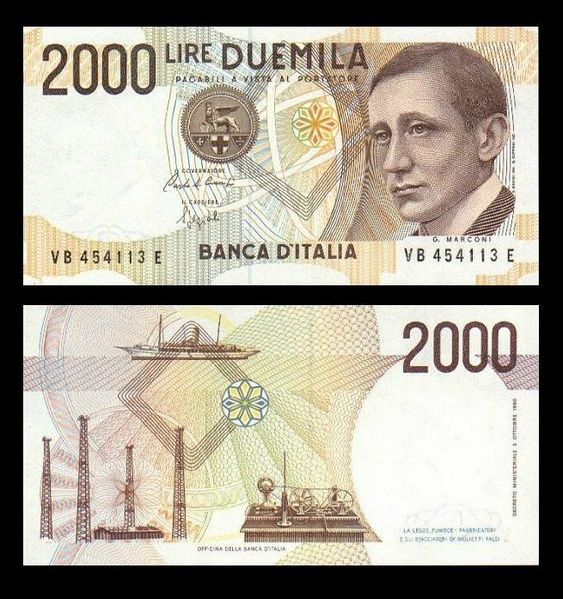 2000 LIRE DUEMILA
PAGABILI A VISTA AL PORTATORE
GOVERNATORE
IL CASSIERE
G. MARCONI
VB 454113 E
BANCA D'ITALIA
VB 454113 E
2000
DECRETO MINISTERIALE 3 OTTOBRE 1990
LA LEGGE PUNISCE I FABBRICATORI
E GLI SPACCIATORI DI BIGLIETTI FALSI
OFFICINA DELLA BANCA D'ITALIA